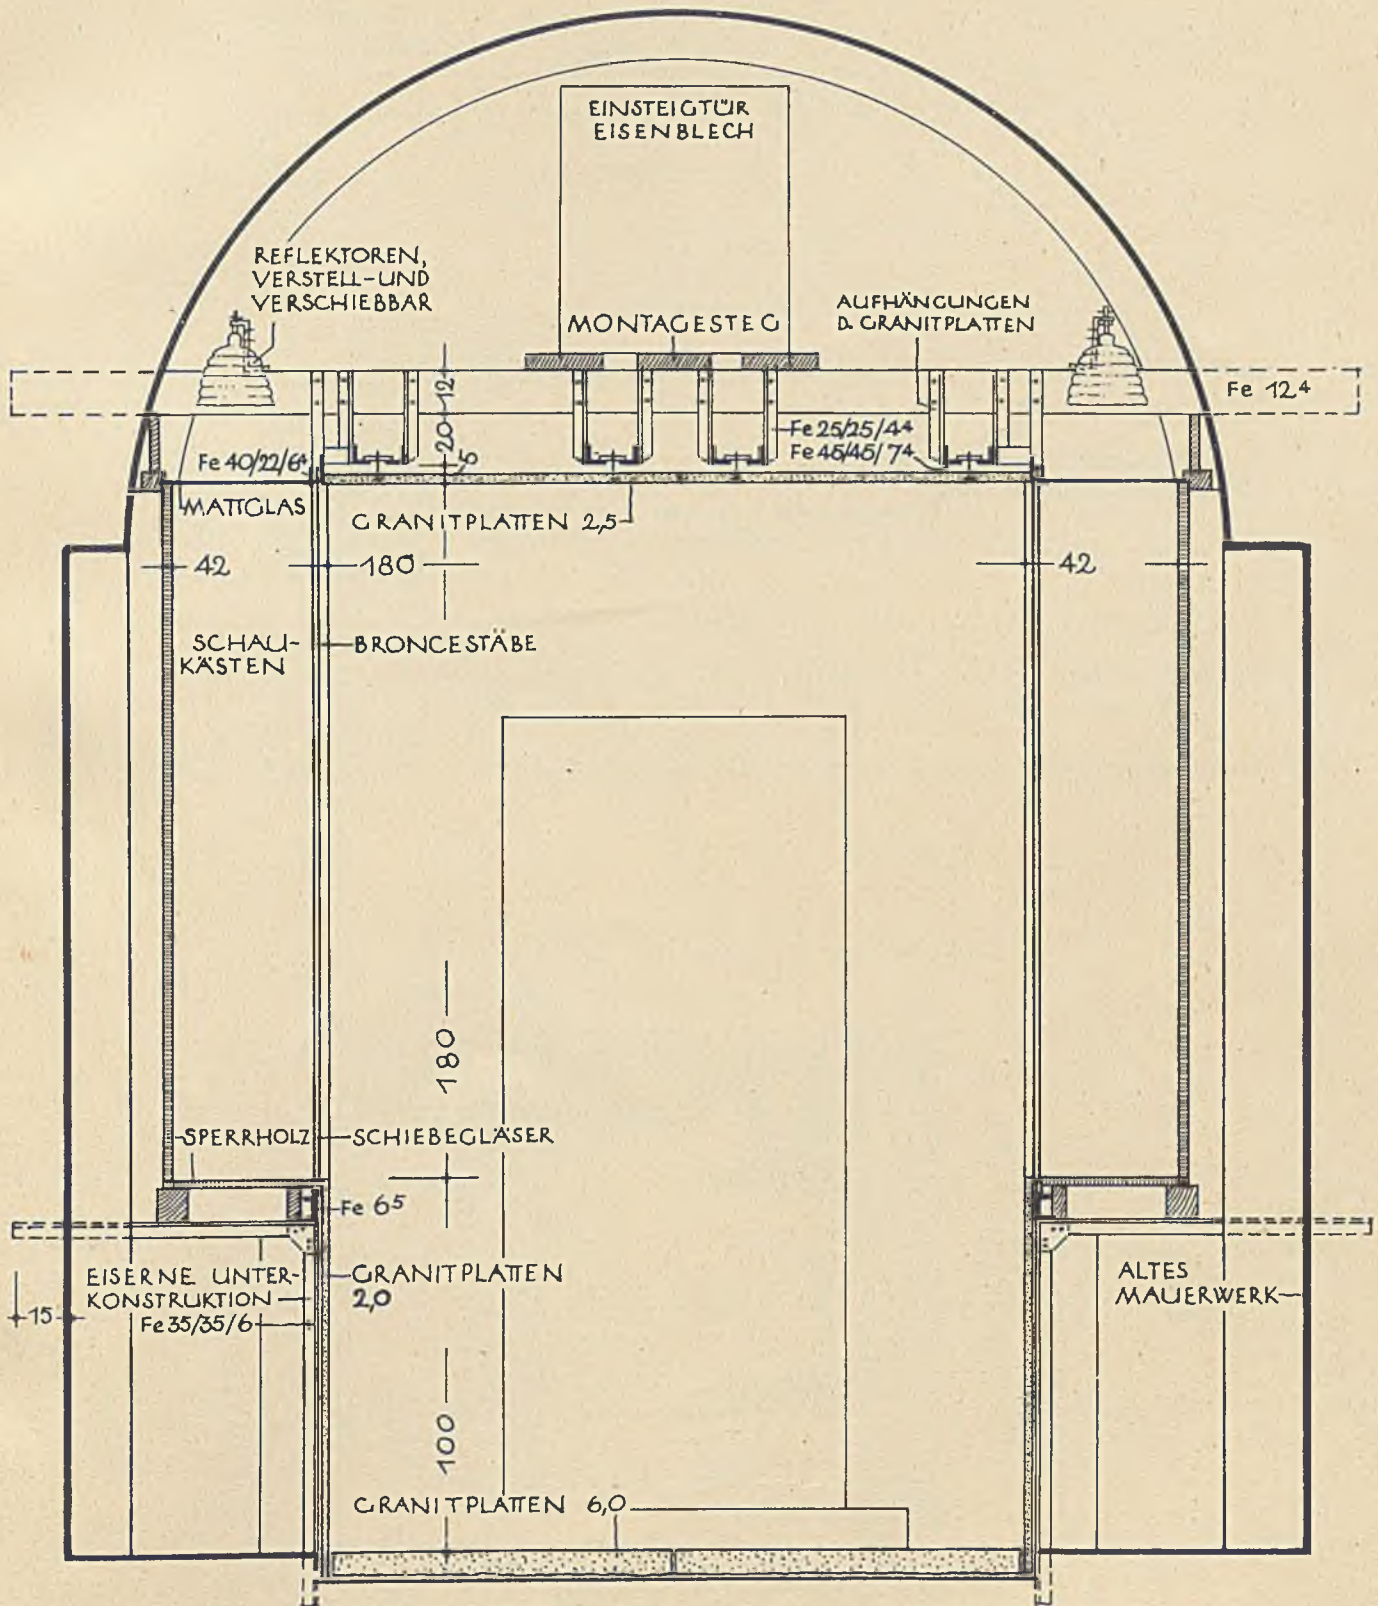 EINSTEIGTÜR
EISENBLECH
REFLEKTOREN,
VERSTELL-UND
VERSCHIEBBAR
MONTAGESTEG
AUFHÄNGUNGEN
D. GRANITPLATTEN
12
20
5
Fe 12⁴
Fe 25/25/4⁴
Fe 45/45/7⁴
Fe 40/22/6⁴
MATTGLAS
GRANITPLATTEN 2,5
42
180
42
SCHAU-
KÄSTEN
BRONCESTÄBE
180
SPERRHOLZ
SCHIEBEGLÄSER
Fe 6⁵
EISERNE UNTER-
KONSTRUKTION
Fe 35/35/6
GRANITPLATTEN
2,0
ALTES
MAUERWERK
15
100
GRANITPLATTEN 6,0